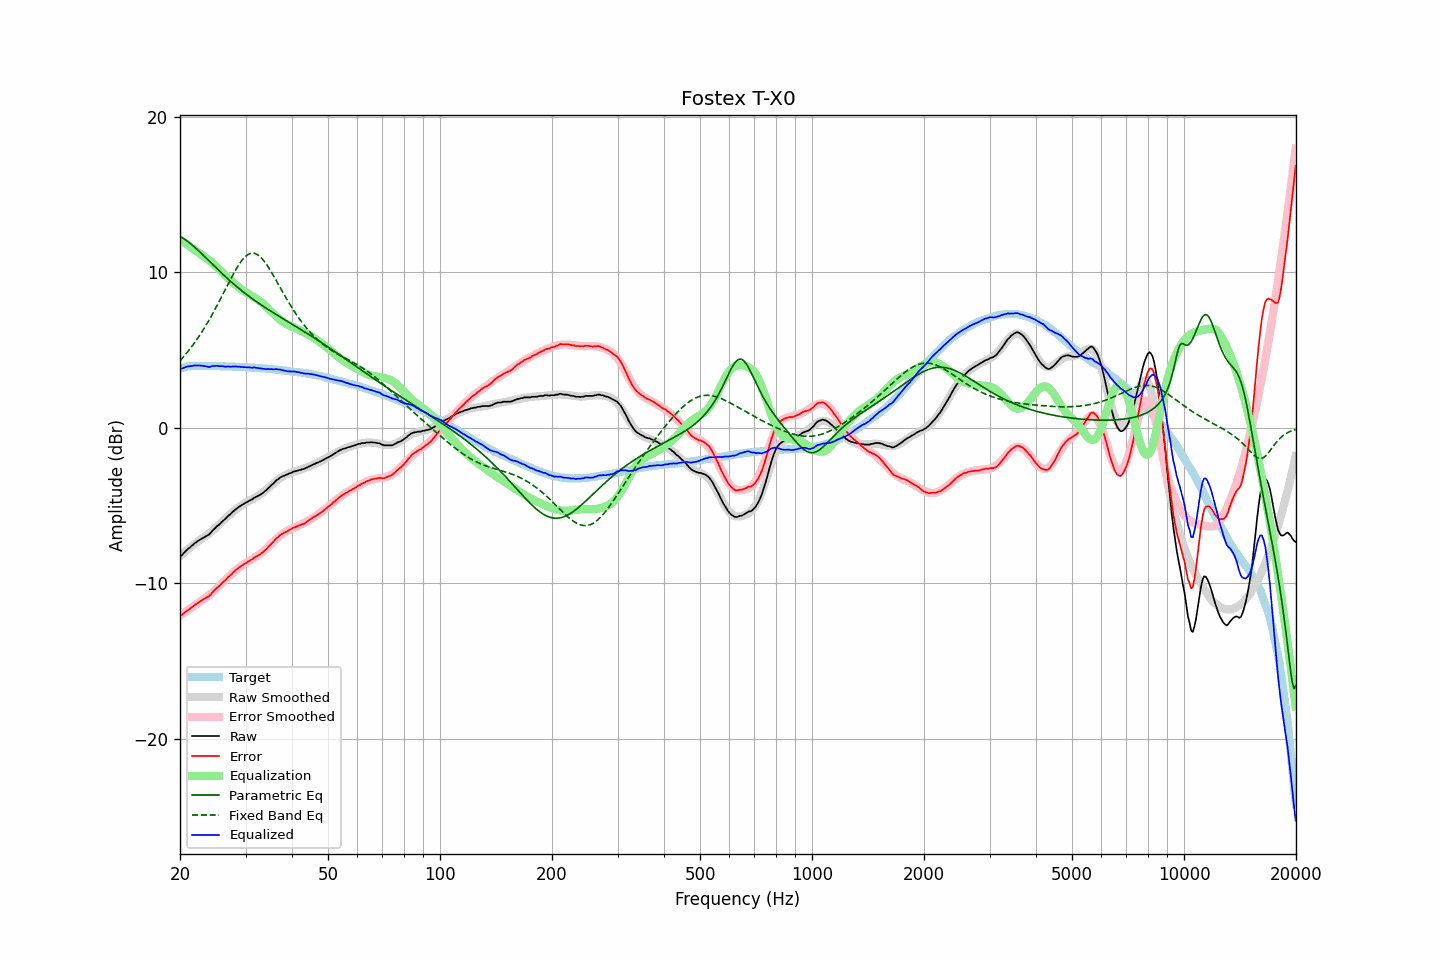 Fostex T-X0
Amplitude (dBr)
20
10
0
−10
−20
Target
Raw Smoothed
Error Smoothed
Raw
Error
Equalization
Parametric Eq
Fixed Band Eq
Equalized
20 50 100 200 500 1000 2000 5000 10000 20000
Frequency (Hz)